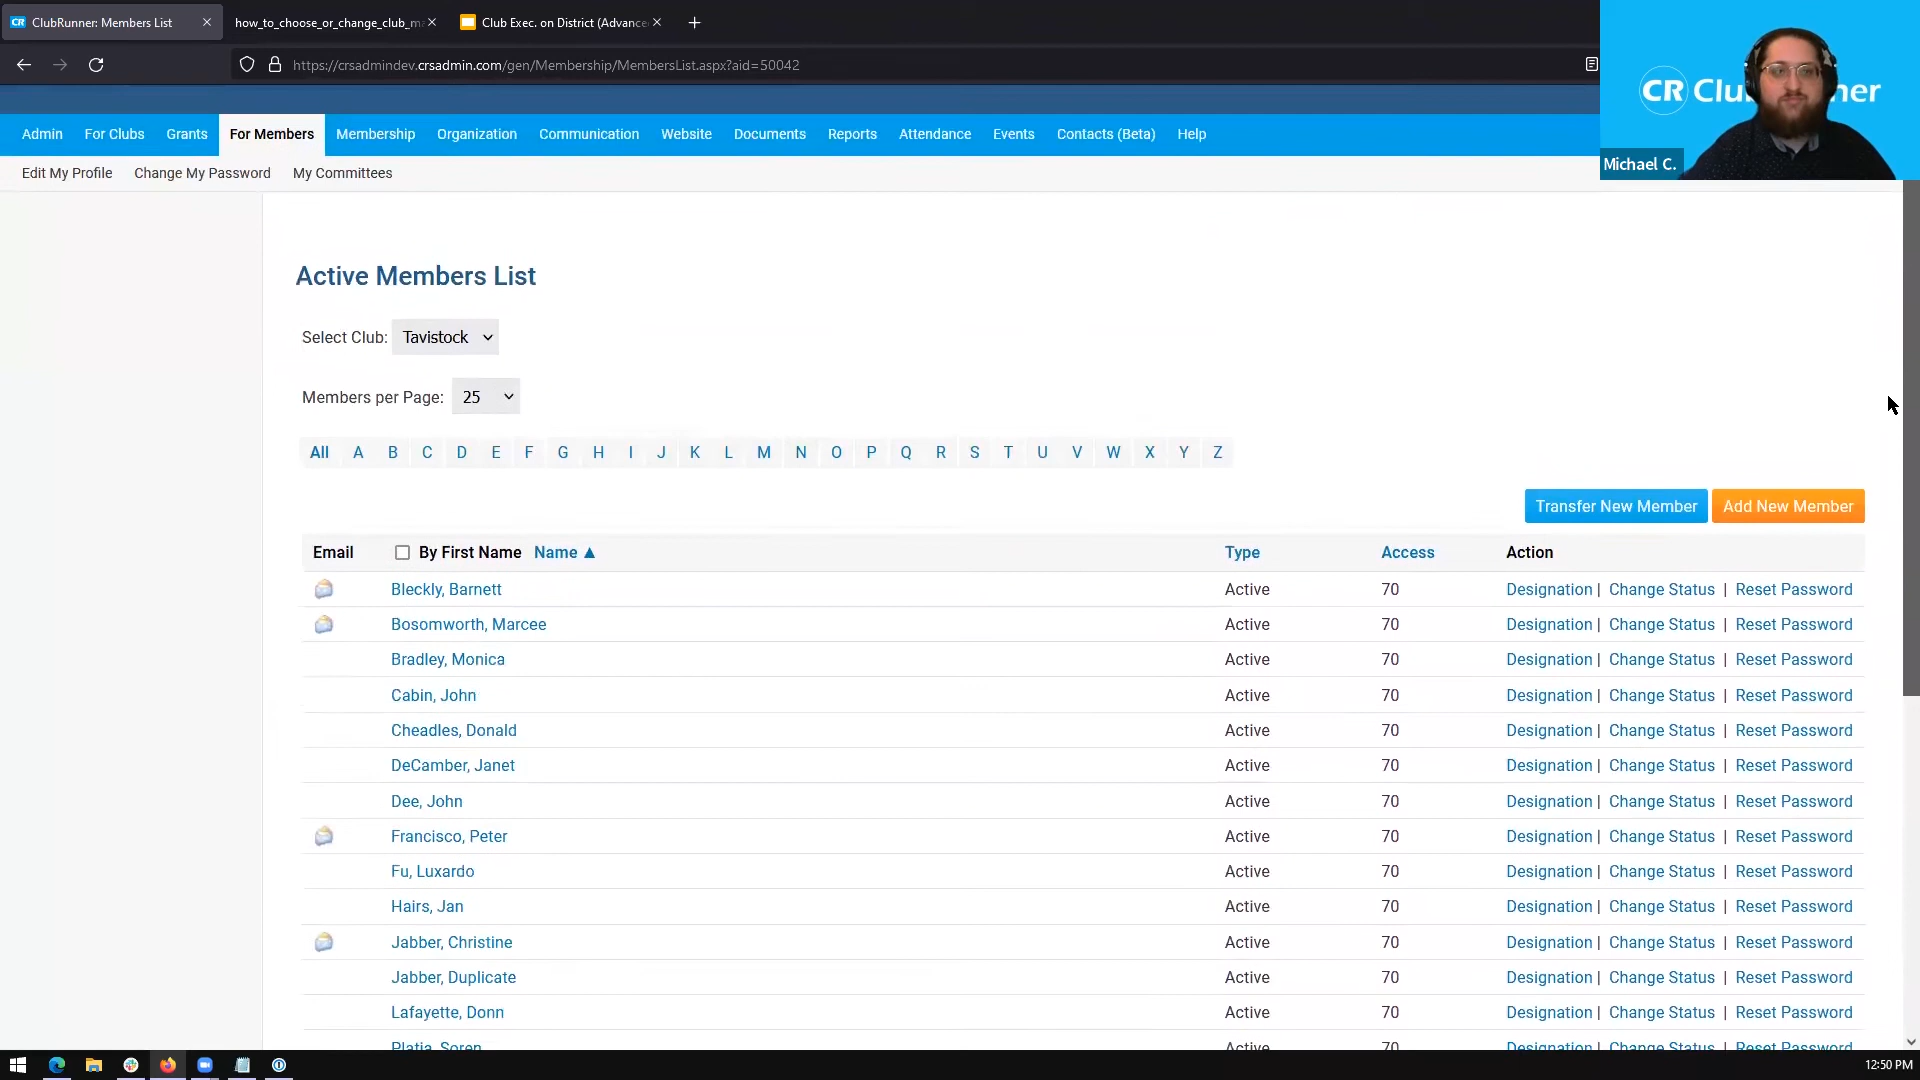 ClubRunner: Members List
how_to_choose_or_change_club_m
Club Exec. on District (Advance
https://crsadmindev.crsadmin.com/gen/Membership/MembersList.aspx?aid=50042
CR Clu ner
Michael C.
Admin For Clubs Grants For Members Membership Organization Communication Website Documents Reports Attendance Events Contacts (Beta) Help
Edit My Profile Change My Password My Committees
Active Members List
Select Club: Tavistock
Members per Page: 25
All A B C D E F G H I J K L M N O P Q R S T U V W X Y Z
Transfer New Member Add New Member
Email By First Name Name ▲ Type Access Action
Bleckly, Barnett Active 70 Designation | Change Status | Reset Password
Bosomworth, Marcee Active 70 Designation | Change Status | Reset Password
Bradley, Monica Active 70 Designation | Change Status | Reset Password
Cabin, John Active 70 Designation | Change Status | Reset Password
Cheadles, Donald Active 70 Designation | Change Status | Reset Password
DeCamber, Janet Active 70 Designation | Change Status | Reset Password
Dee, John Active 70 Designation | Change Status | Reset Password
Francisco, Peter Active 70 Designation | Change Status | Reset Password
Fu, Luxardo Active 70 Designation | Change Status | Reset Password
Hairs, Jan Active 70 Designation | Change Status | Reset Password
Jabber, Christine Active 70 Designation | Change Status | Reset Password
Jabber, Duplicate Active 70 Designation | Change Status | Reset Password
Lafayette, Donn Active 70 Designation | Change Status | Reset Password
Soren Active 70 Designation | Change Status | Reset Password
12:50 PM